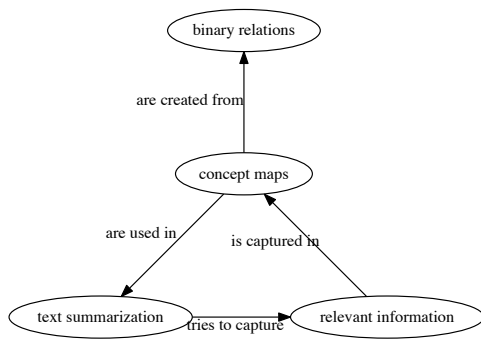 binary relations
are created from
concept maps
are used in
is captured in
text summarization
tries to capture
relevant information